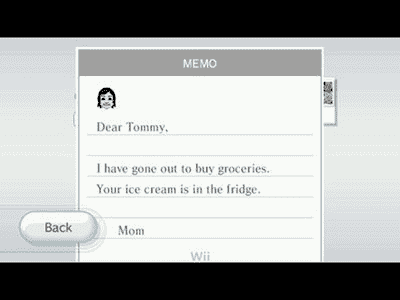 MEMO
Dear Tommy,
I have gone out to buy groceries.
Your ice cream is in the fridge.
Mom
Back
Wii